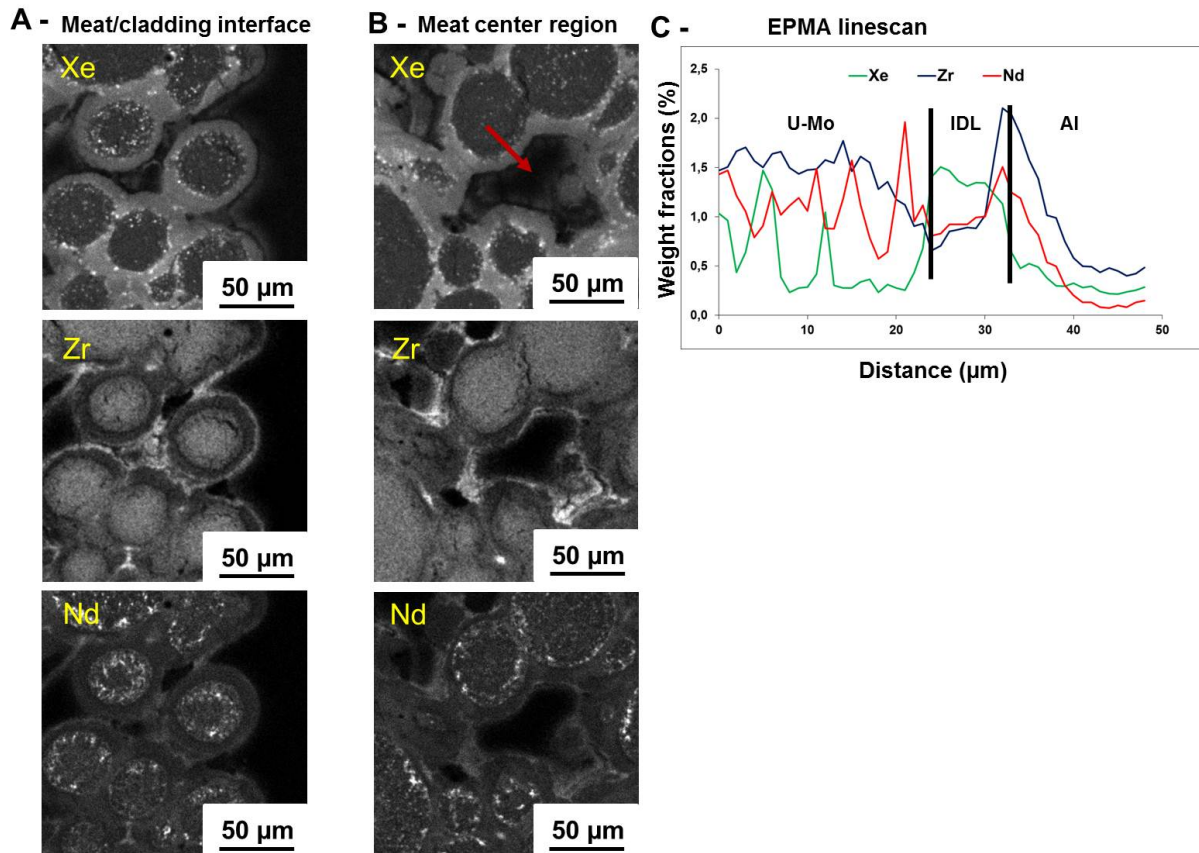 A - Meat/cladding interface
Xe
50 µm
Zr
50 µm
Nd
50 µm
B - Meat center region
Xe
50 µm
Zr
50 µm
Nd
50 µm
C - EPMA linescan
Weight fractions (%)
2,5
2,0
1,5
1,0
0,5
0,0
Xe Zr Nd
U-Mo IDL Al
0 10 20 30 40 50
Distance (µm)